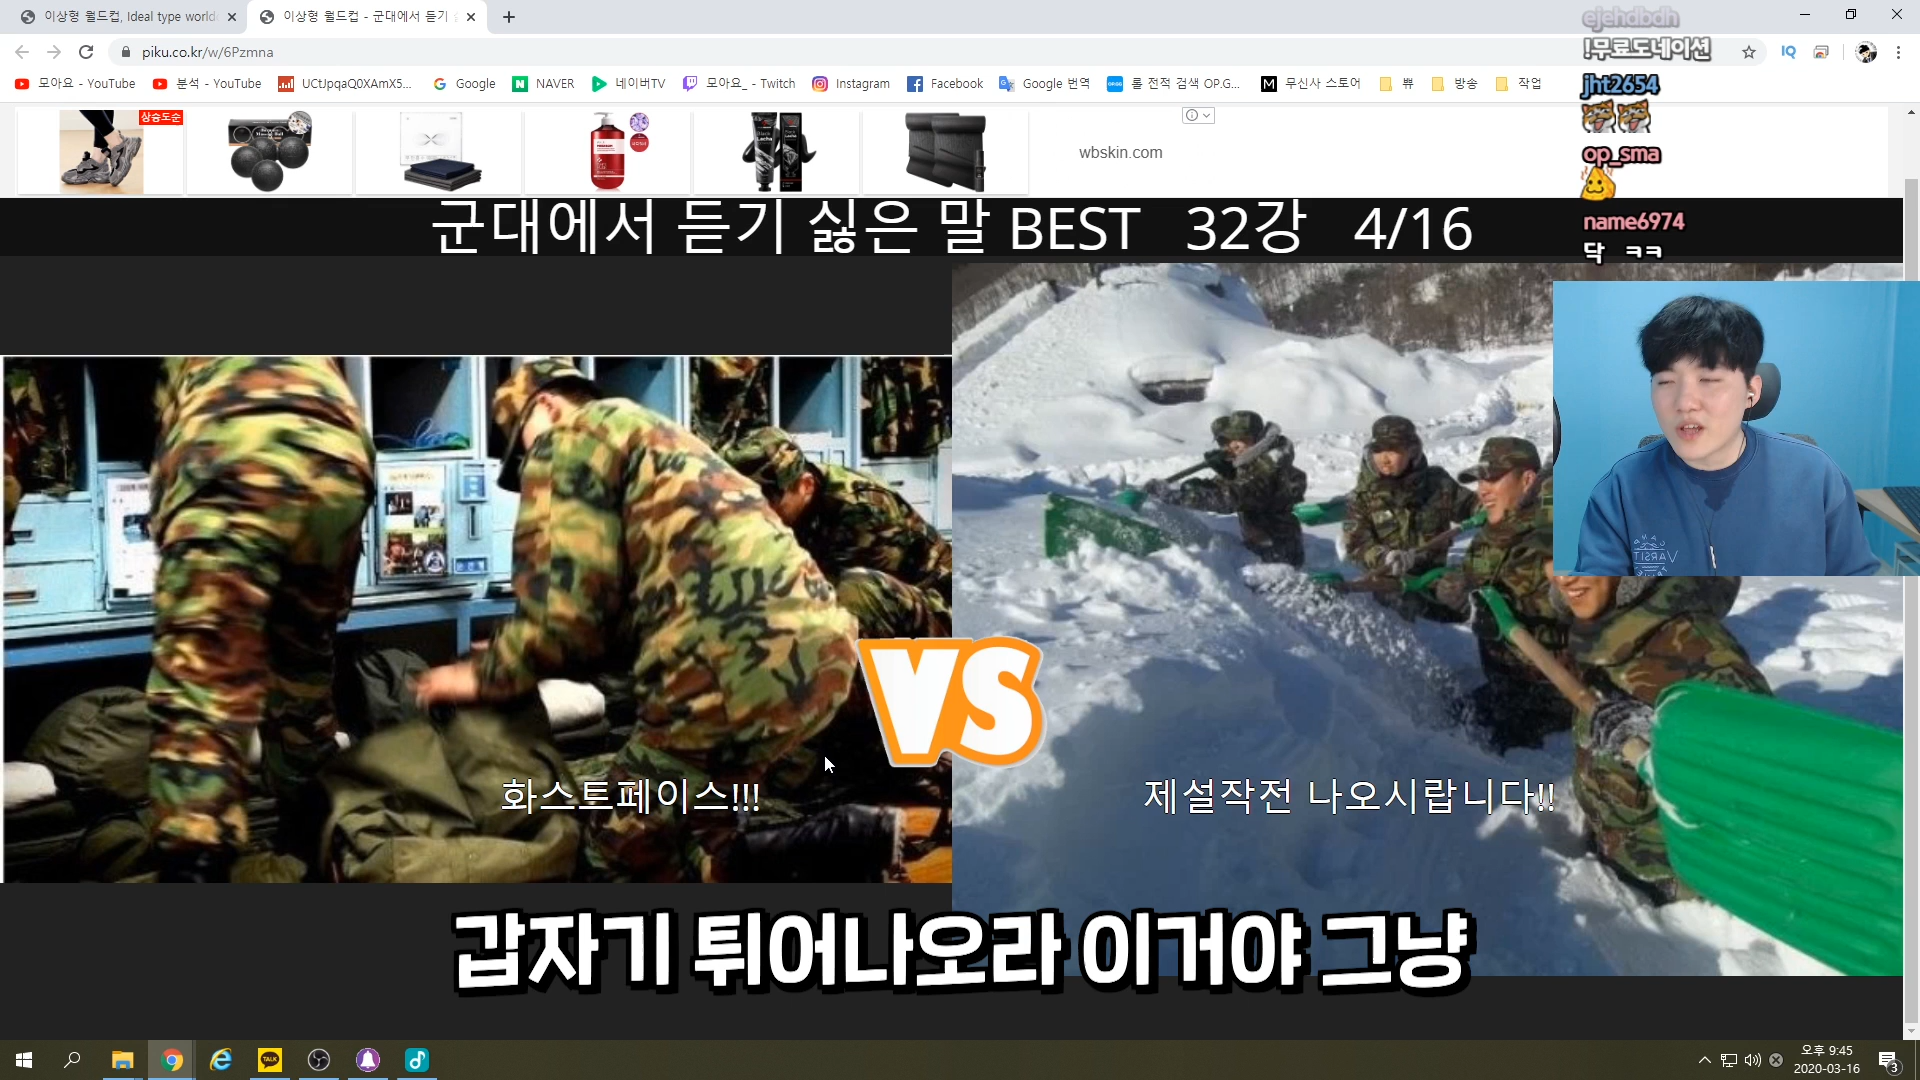 이상형 월드컵, Ideal type world
이상형 월드컵 - 군대에서 듣기
piku.co.kr/w/6Pzmna
모아요 - YouTube
분석 - YouTube
UCtJpqaQ0XAmX5...
Google
NAVER
네이버TV
모아요_ - Twitch
Instagram
Facebook
Google 번역
롤 전적 검색 OP.G...
무신사 스토어
쀼
방송
작업
상승도순
wbskin.com
ejehdbdh
!무료도네이션
jht2654
op_sma
name6974
닥 ㅋㅋ
군대에서 듣기 싫은 말 BEST 32강 4/16
VS
화스트페이스!!!
제설작전 나오시랍니다!!
갑자기 튀어나오라 이거야 그냥
오후 9:45
2020-03-16
3